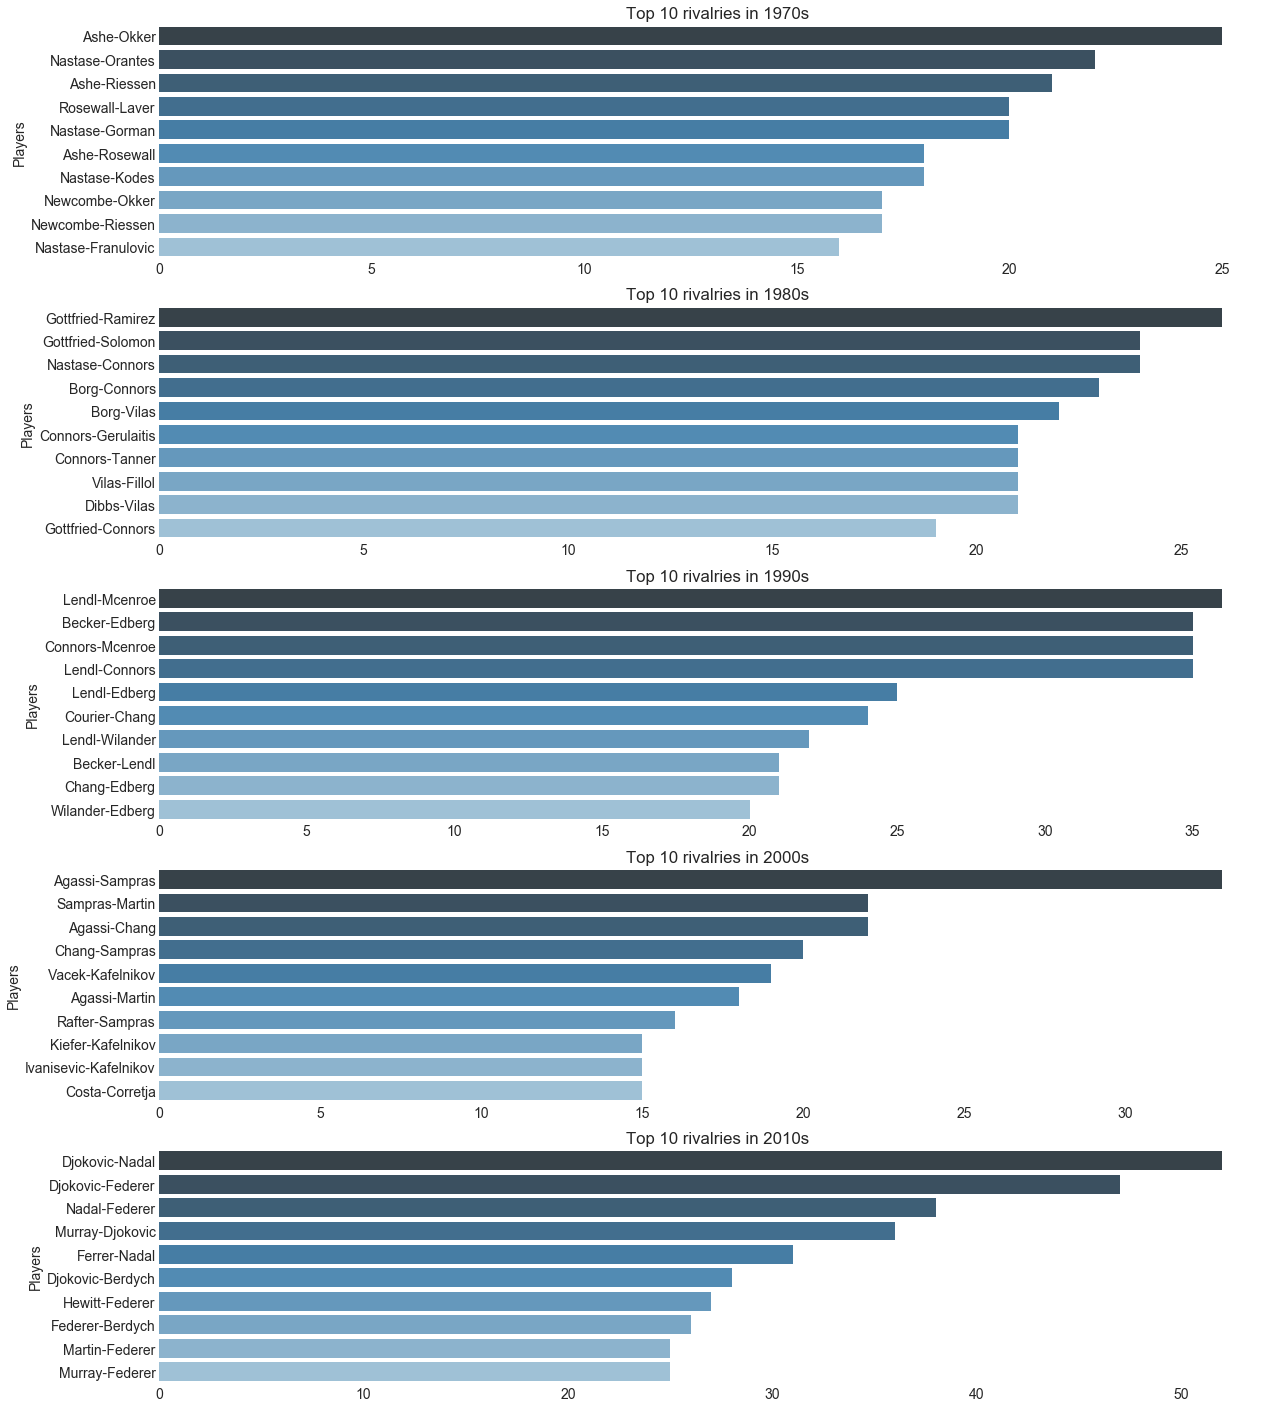 Top 10 rivalries in 1970s
Players
Ashe-Okker
Nastase-Orantes
Ashe-Riessen
Rosewall-Laver
Nastase-Gorman
Ashe-Rosewall
Nastase-Kodes
Newcombe-Okker
Newcombe-Riessen
Nastase-Franulovic
0 5 10 15 20 25
Top 10 rivalries in 1980s
Players
Gottfried-Ramirez
Gottfried-Solomon
Nastase-Connors
Borg-Connors
Borg-Vilas
Connors-Gerulaitis
Connors-Tanner
Vilas-Fillol
Dibbs-Vilas
Gottfried-Connors
0 5 10 15 20 25
Top 10 rivalries in 1990s
Players
Lendl-Mcenroe
Becker-Edberg
Connors-Mcenroe
Lendl-Connors
Lendl-Edberg
Courier-Chang
Lendl-Wilander
Becker-Lendl
Chang-Edberg
Wilander-Edberg
0 5 10 15 20 25 30 35
Top 10 rivalries in 2000s
Players
Agassi-Sampras
Sampras-Martin
Agassi-Chang
Chang-Sampras
Vacek-Kafelnikov
Agassi-Martin
Rafter-Sampras
Kiefer-Kafelnikov
Ivanisevic-Kafelnikov
Costa-Corretja
0 5 10 15 20 25 30
Top 10 rivalries in 2010s
Players
Djokovic-Nadal
Djokovic-Federer
Nadal-Federer
Murray-Djokovic
Ferrer-Nadal
Djokovic-Berdych
Hewitt-Federer
Federer-Berdych
Martin-Federer
Murray-Federer
0 10 20 30 40 50